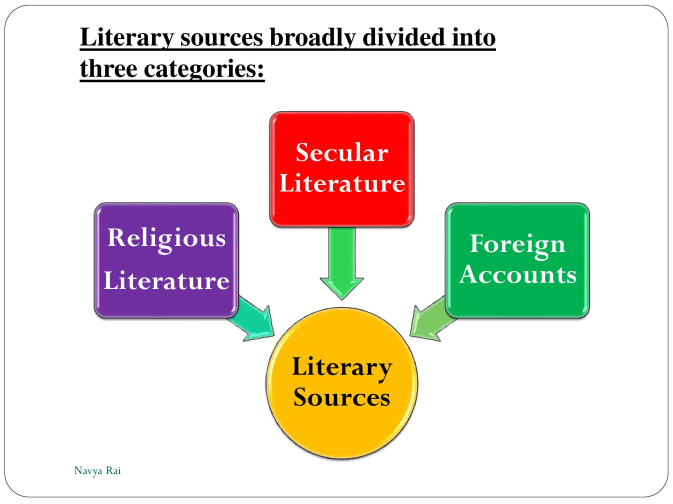 Literary sources broadly divided into
three categories:
Secular
Literature
Religious
Literature
Foreign
Accounts
Literary
Sources
Navya Rai